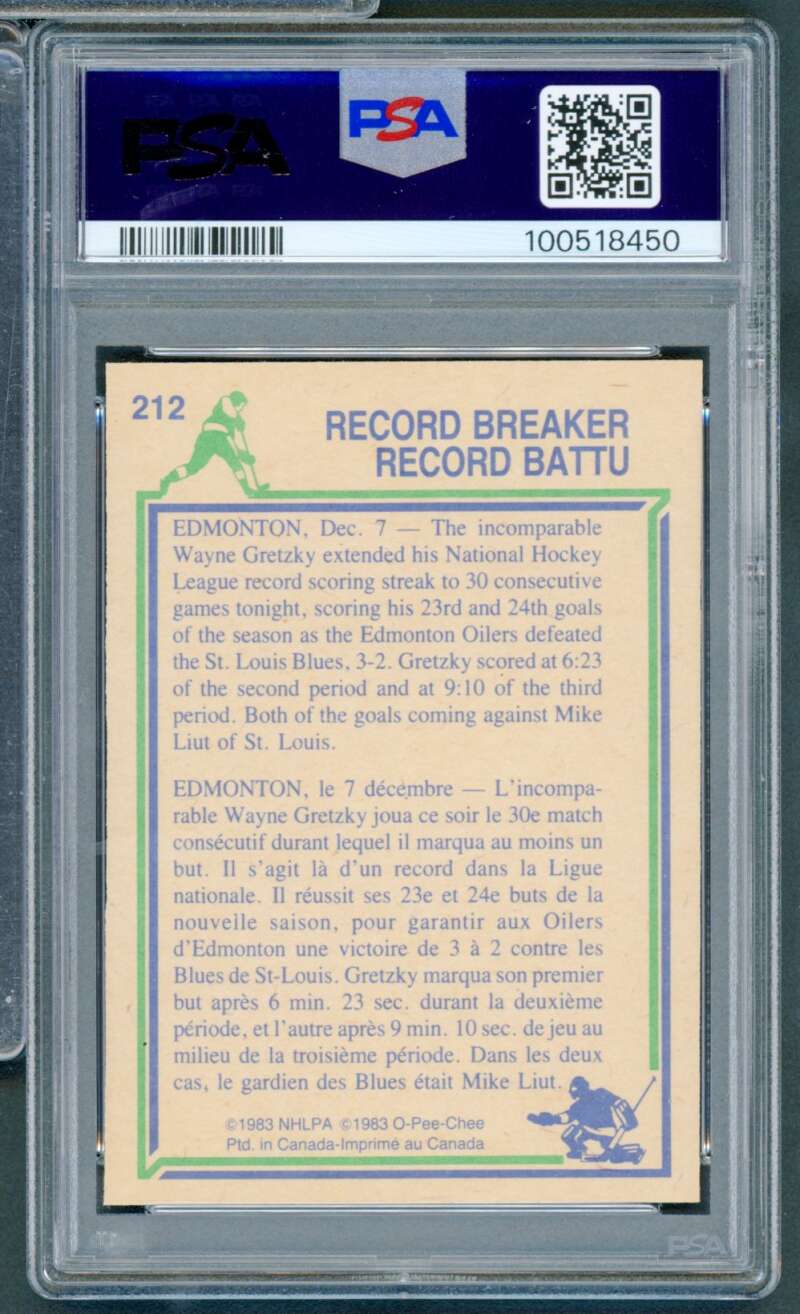 PSA
PSA
100518450
212
RECORD BREAKER
RECORD BATTU
EDMONTON, Dec. 7 — The incomparable
Wayne Gretzky extended his National Hockey
League record scoring streak to 30 consecutive
games tonight, scoring his 23rd and 24th goals
of the season as the Edmonton Oilers defeated
the St. Louis Blues, 3-2. Gretzky scored at 6:23
of the second period and at 9:10 of the third
period. Both of the goals coming against Mike
Liut of St. Louis.
EDMONTON, le 7 décembre — L'incompa-
rable Wayne Gretzky joua ce soir le 30e match
consécutif durant lequel il marqua au moins un
but. Il s'agit là d'un record dans la Ligue
nationale. Il réussit ses 23e et 24e buts de la
nouvelle saison, pour garantir aux Oilers
d'Edmonton une victoire de 3 à 2 contre les
Blues de St-Louis. Gretzky marqua son premier
but après 6 min. 23 sec. durant la deuxième
période, et l'autre après 9 min. 10 sec. de jeu au
milieu de la troisième période. Dans les deux
cas, le gardien des Blues était Mike Liut.
©1983 NHLPA ©1983 O-Pee-Chee
Ptd. in Canada-Imprimé au Canada
PSA